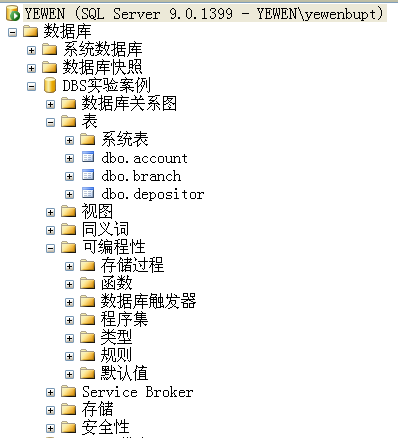 YEWEN (SQL Server 9.0.1399 - YEWEN\yewenbupt)
数据库
系统数据库
数据库快照
DBS实验案例
数据库关系图
表
系统表
dbo.account
dbo.branch
dbo.depositor
视图
同义词
可编程性
存储过程
函数
数据库触发器
程序集
类型
规则
默认值
Service Broker
存储
安全性